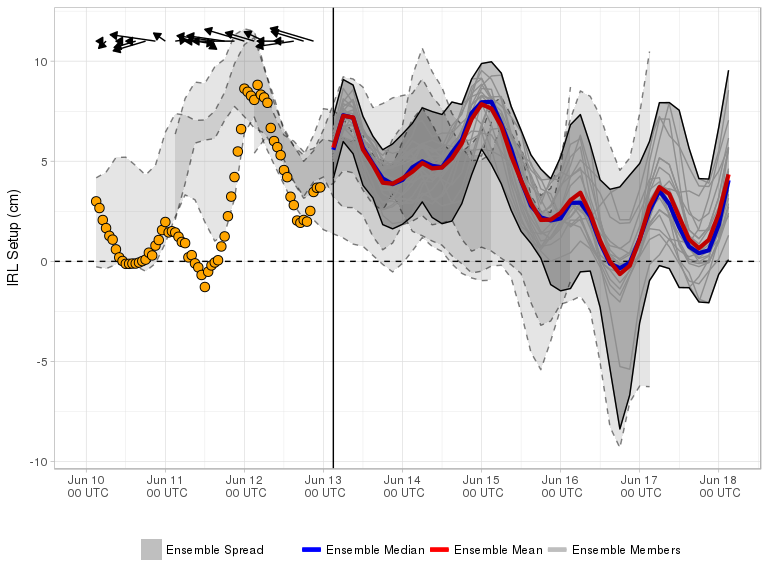 IRL Setup (cm)
10
5
0
-5
-10
Jun 10 Jun 11 Jun 12 Jun 13 Jun 14 Jun 15 Jun 16 Jun 17 Jun 18
00 UTC 00 UTC 00 UTC 00 UTC 00 UTC 00 UTC 00 UTC 00 UTC 00 UTC
Ensemble Spread Ensemble Median Ensemble Mean Ensemble Members